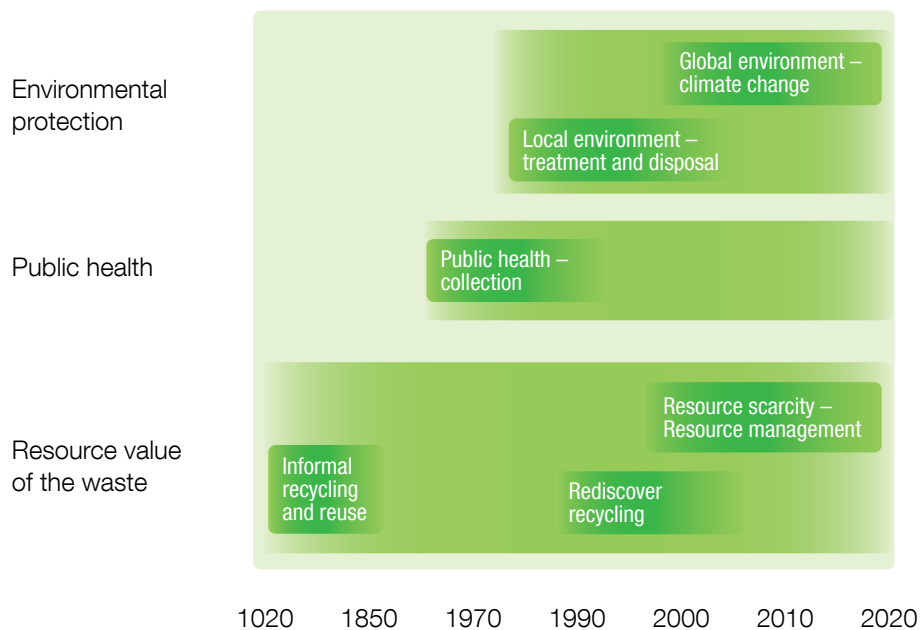 Environmental
protection
Global environment –
climate change
Local environment –
treatment and disposal
Public health
Public health –
collection
Resource value
of the waste
Resource scarcity –
Resource management
Informal
recycling
and reuse
Rediscover
recycling
1020 1850 1970 1990 2000 2010 2020